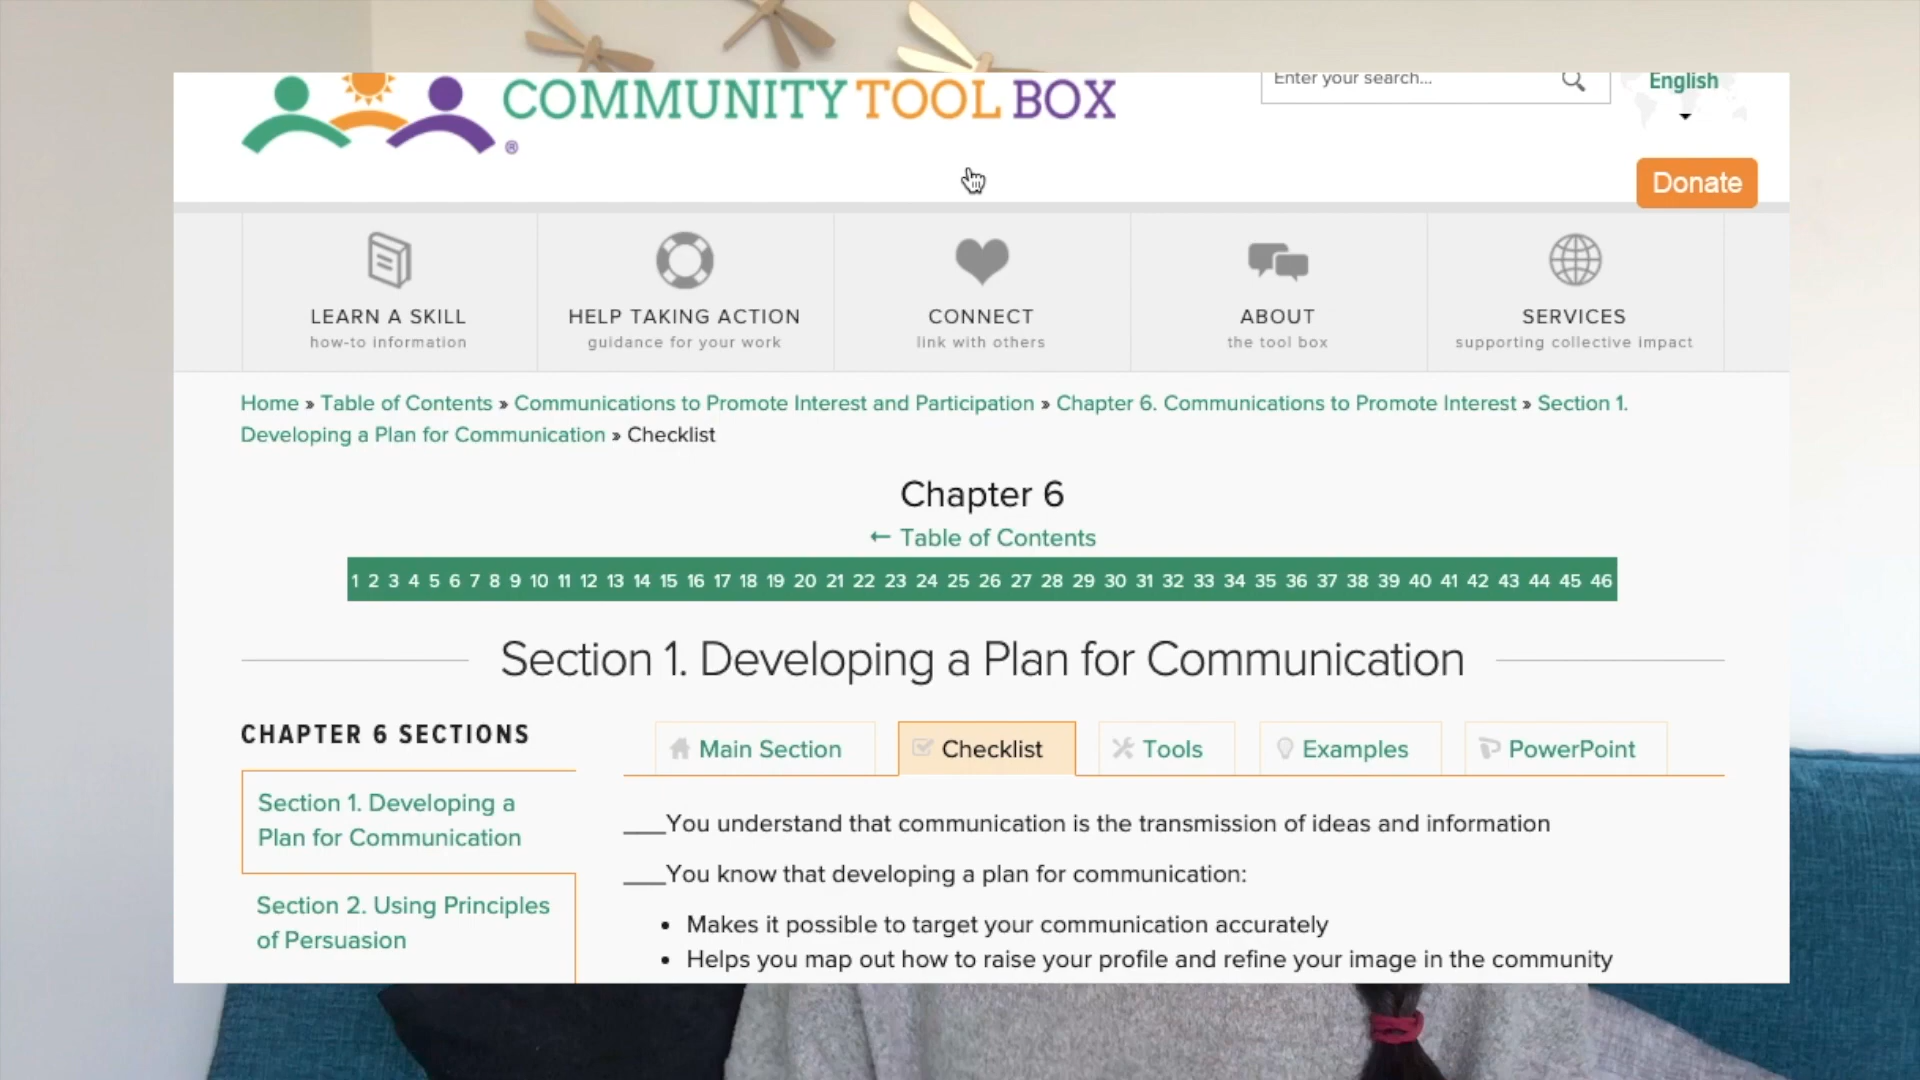 COMMUNITY TOOL BOX
®
Enter your search...
English
Donate
LEARN A SKILL
how-to information
HELP TAKING ACTION
guidance for your work
CONNECT
link with others
ABOUT
the tool box
SERVICES
supporting collective impact
Home » Table of Contents » Communications to Promote Interest and Participation » Chapter 6. Communications to Promote Interest » Section 1.
Developing a Plan for Communication » Checklist
Chapter 6
← Table of Contents
1 2 3 4 5 6 7 8 9 10 11 12 13 14 15 16 17 18 19 20 21 22 23 24 25 26 27 28 29 30 31 32 33 34 35 36 37 38 39 40 41 42 43 44 45 46
Section 1. Developing a Plan for Communication
CHAPTER 6 SECTIONS
Section 1. Developing a
Plan for Communication
Section 2. Using Principles
of Persuasion
Main Section
Checklist
Tools
Examples
PowerPoint
___You understand that communication is the transmission of ideas and information
___You know that developing a plan for communication:
• Makes it possible to target your communication accurately
• Helps you map out how to raise your profile and refine your image in the community